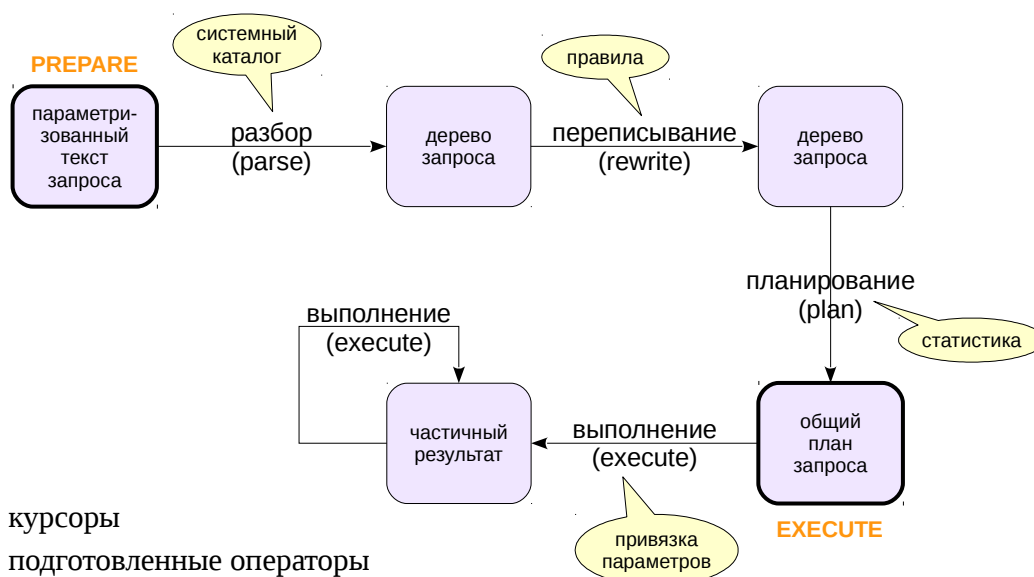 системный
каталог
PREPARE
правила
параметри-
зованный
текст
запроса
разбор
(parse)
дерево
запроса
переписывание
(rewrite)
дерево
запроса
планирование
(plan)
статистика
выполнение
(execute)
частичный
результат
выполнение
(execute)
общий
план
запроса
привязка
параметров
EXECUTE
курсоры
подготовленные операторы